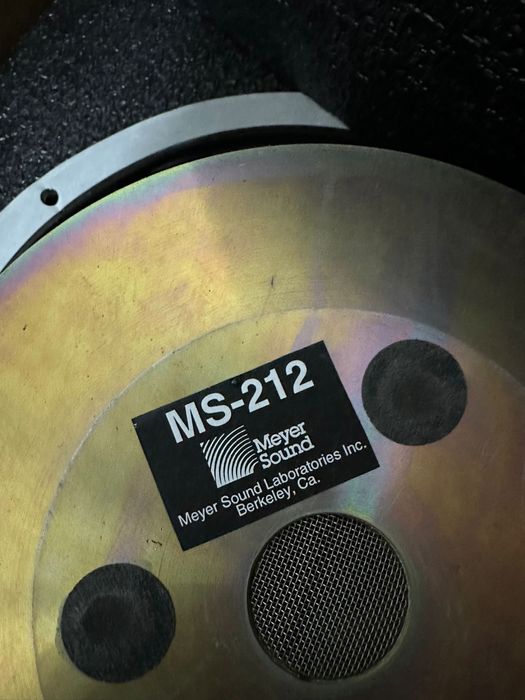 MS-212
Meyer
Sound
Meyer Sound Laboratories Inc.
Berkeley, Ca.